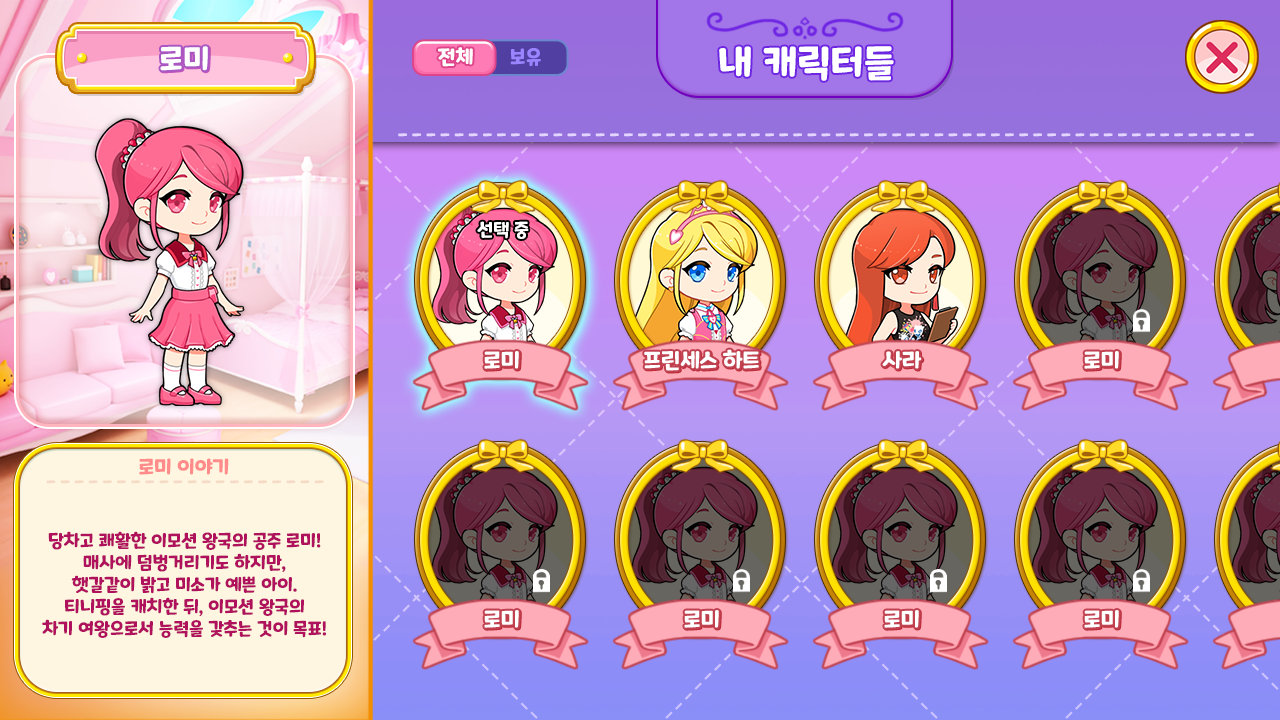 로미
전체
보유
내 캐릭터들
선택 중
로미
프린세스 하트
사라
로미
로미
로미
로미
로미
로미 이야기
당차고 쾌활한 이모션 왕국의 공주 로미!
매사에 덤벙거리기도 하지만,
햇갈같이 밝고 미소가 예쁜 아이.
티니핑을 캐치한 뒤, 이모션 왕국의
차기 여왕으로서 능력을 갖추는 것이 목표!